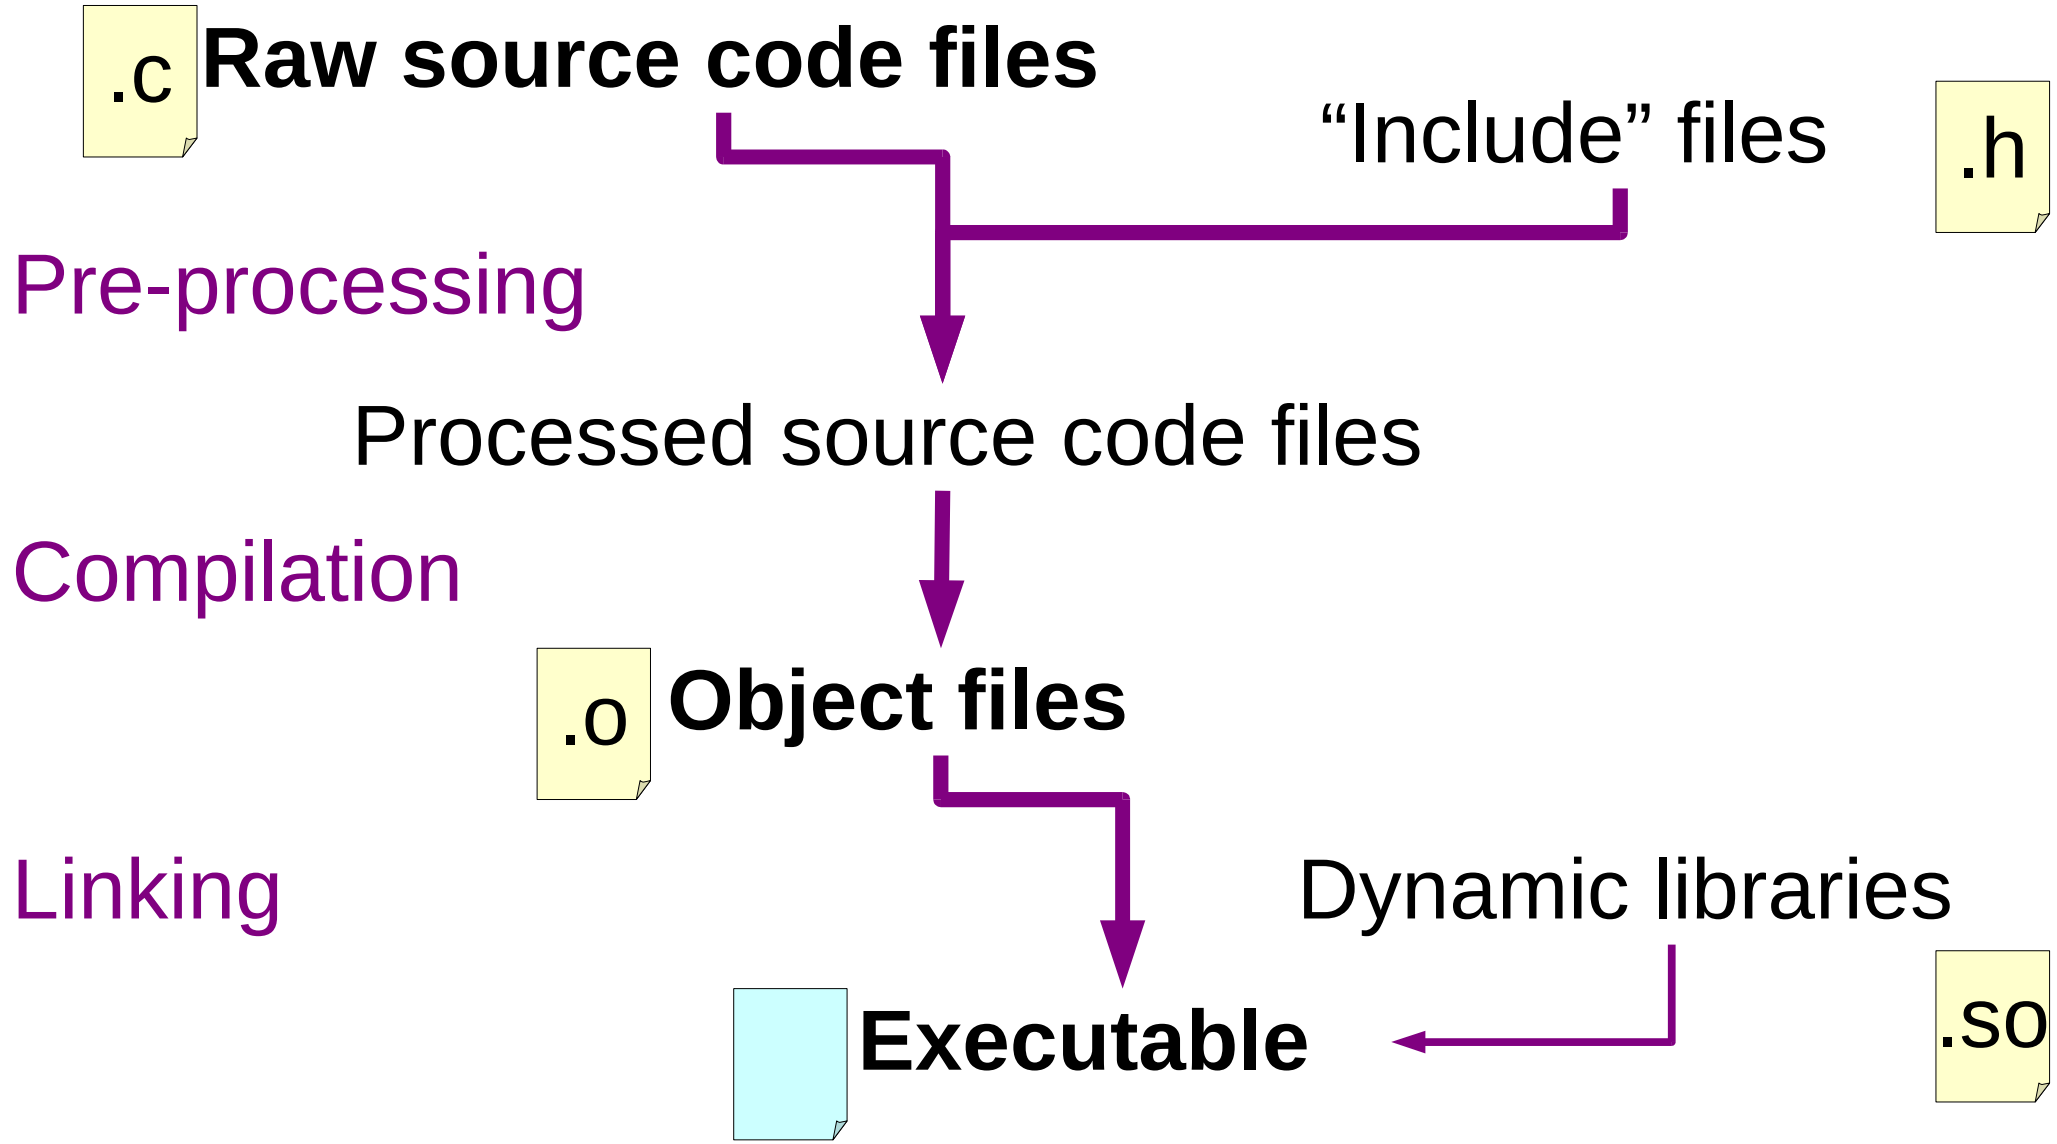 .c
Raw source code files
“Include” files
.h
Pre-processing
Processed source code files
Compilation
.o
Object files
Linking
Dynamic libraries
Executable
.so